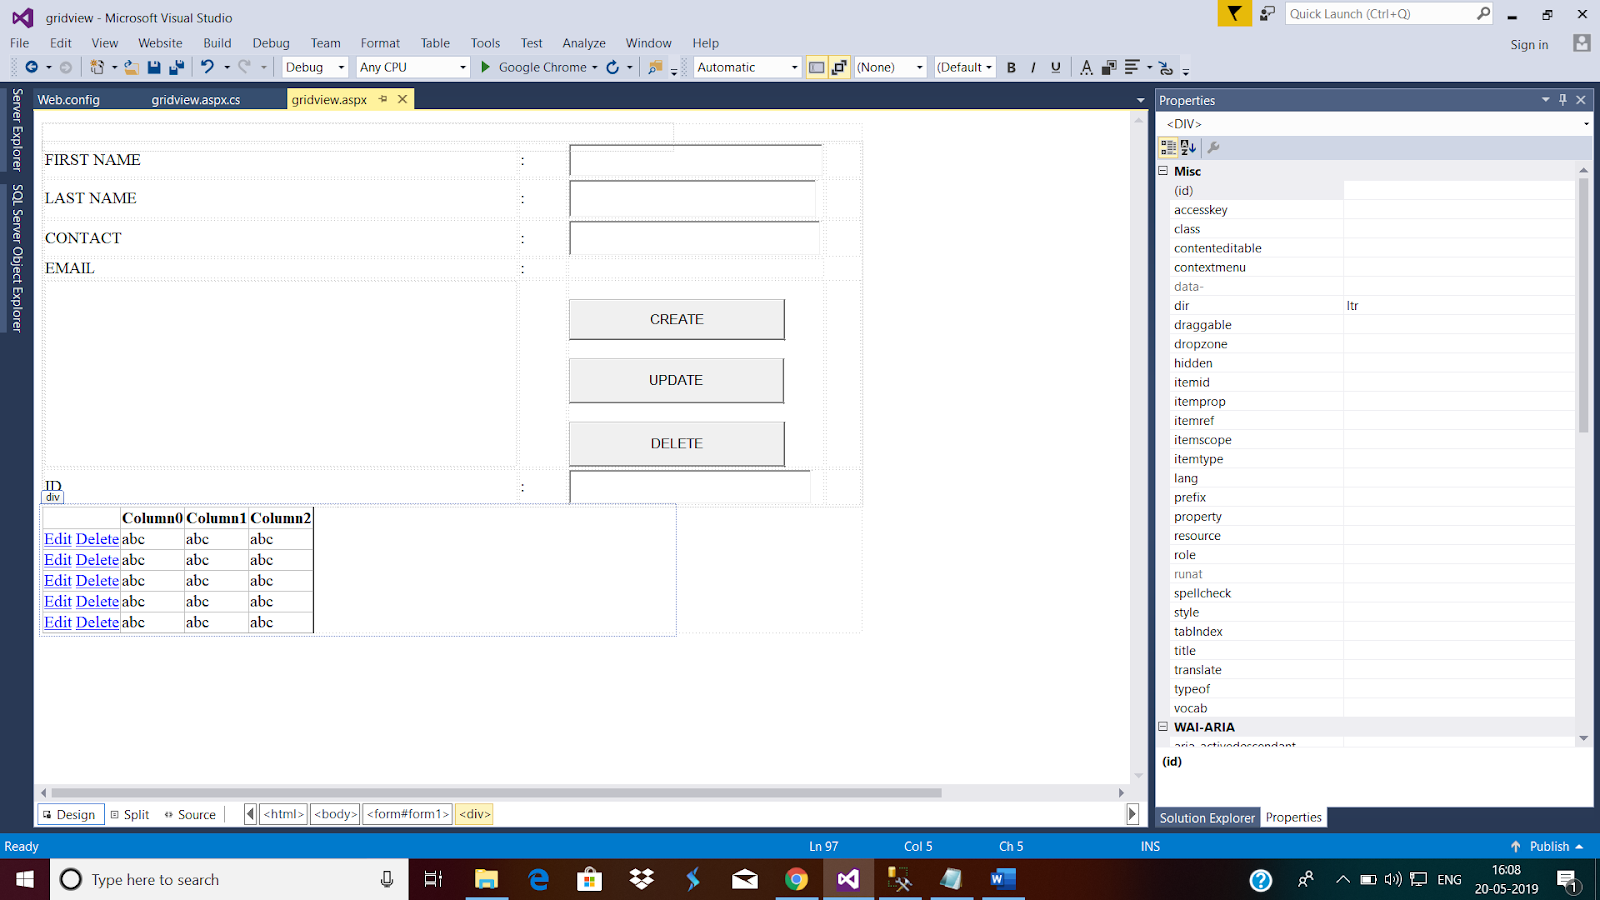 gridview - Microsoft Visual Studio
Quick Launch (Ctrl+Q)
File Edit View Website Build Debug Team Format Table Tools Test Analyze Window Help
Sign in
Debug Any CPU Google Chrome Automatic (None) (Default B I U A
Server Explorer
SQL Server Object Explorer
Web.config gridview.aspx.cs gridview.aspx
FIRST NAME :
LAST NAME :
CONTACT :
EMAIL :
CREATE
UPDATE
DELETE
ID :
div
Column0 Column1 Column2
Edit Delete abc abc abc
Edit Delete abc abc abc
Edit Delete abc abc abc
Edit Delete abc abc abc
Edit Delete abc abc abc
Design Split Source <html> <body> <form#form1> <div>
Properties
<DIV>
Misc
(id)
accesskey
class
contenteditable
contextmenu
data-
dir ltr
draggable
dropzone
hidden
itemid
itemprop
itemref
itemscope
itemtype
lang
prefix
property
resource
role
runat
spellcheck
style
tabIndex
title
translate
typeof
vocab
WAI-ARIA
aria-activedescendant
(id)
Solution Explorer Properties
Ready Ln 97 Col 5 Ch 5 INS Publish
Type here to search
ENG
16:08
20-05-2019
1